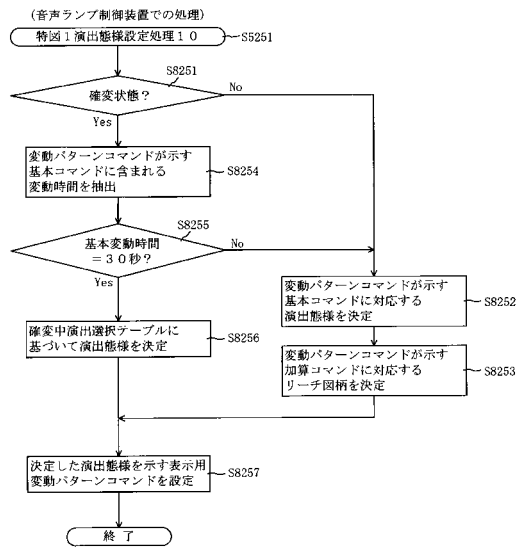 (音声ランプ制御装置での処理)
特図１演出態様設定処理１０
S5251
S8251
確変状態？
No
Yes
変動パターンコマンドが示す
基本コマンドに含まれる
変動時間を抽出
S8254
S8255
基本変動時間
＝３０秒？
No
Yes
変動パターンコマンドが示す
基本コマンドに対応する
演出態様を決定
S8252
確変中演出選択テーブルに
基づいて演出態様を決定
S8256
変動パターンコマンドが示す
加算コマンドに対応する
リーチ図柄を決定
S8253
決定した演出態様を示す表示用
変動パターンコマンドを設定
S8257
終了